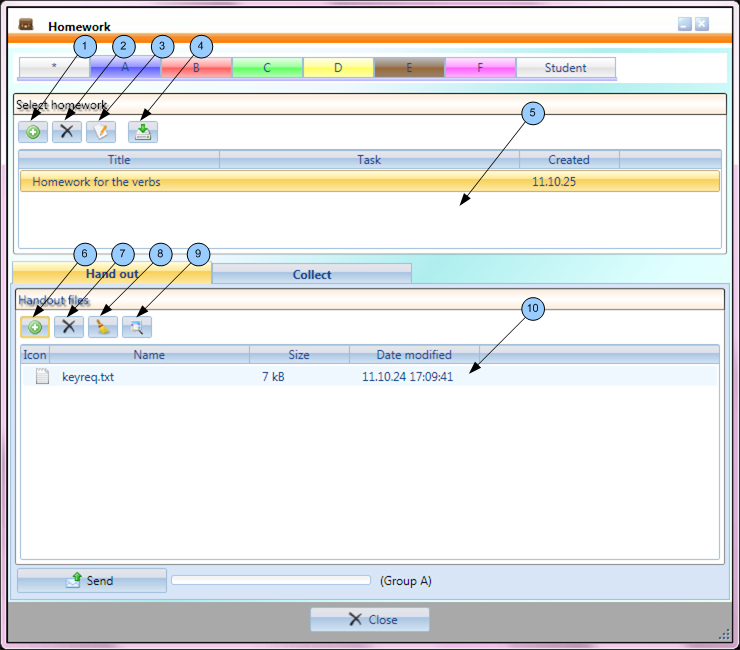 Homework
1 2 3 4
* A B C D E F Student
Select homework
5
Title Task Created
Homework for the verbs 11.10.25
6 7 8 9
Hand out Collect
Handout files
10
Icon Name Size Date modified
keyreq.txt 7 kB 11.10.24 17:09:41
Send (Group A)
Close